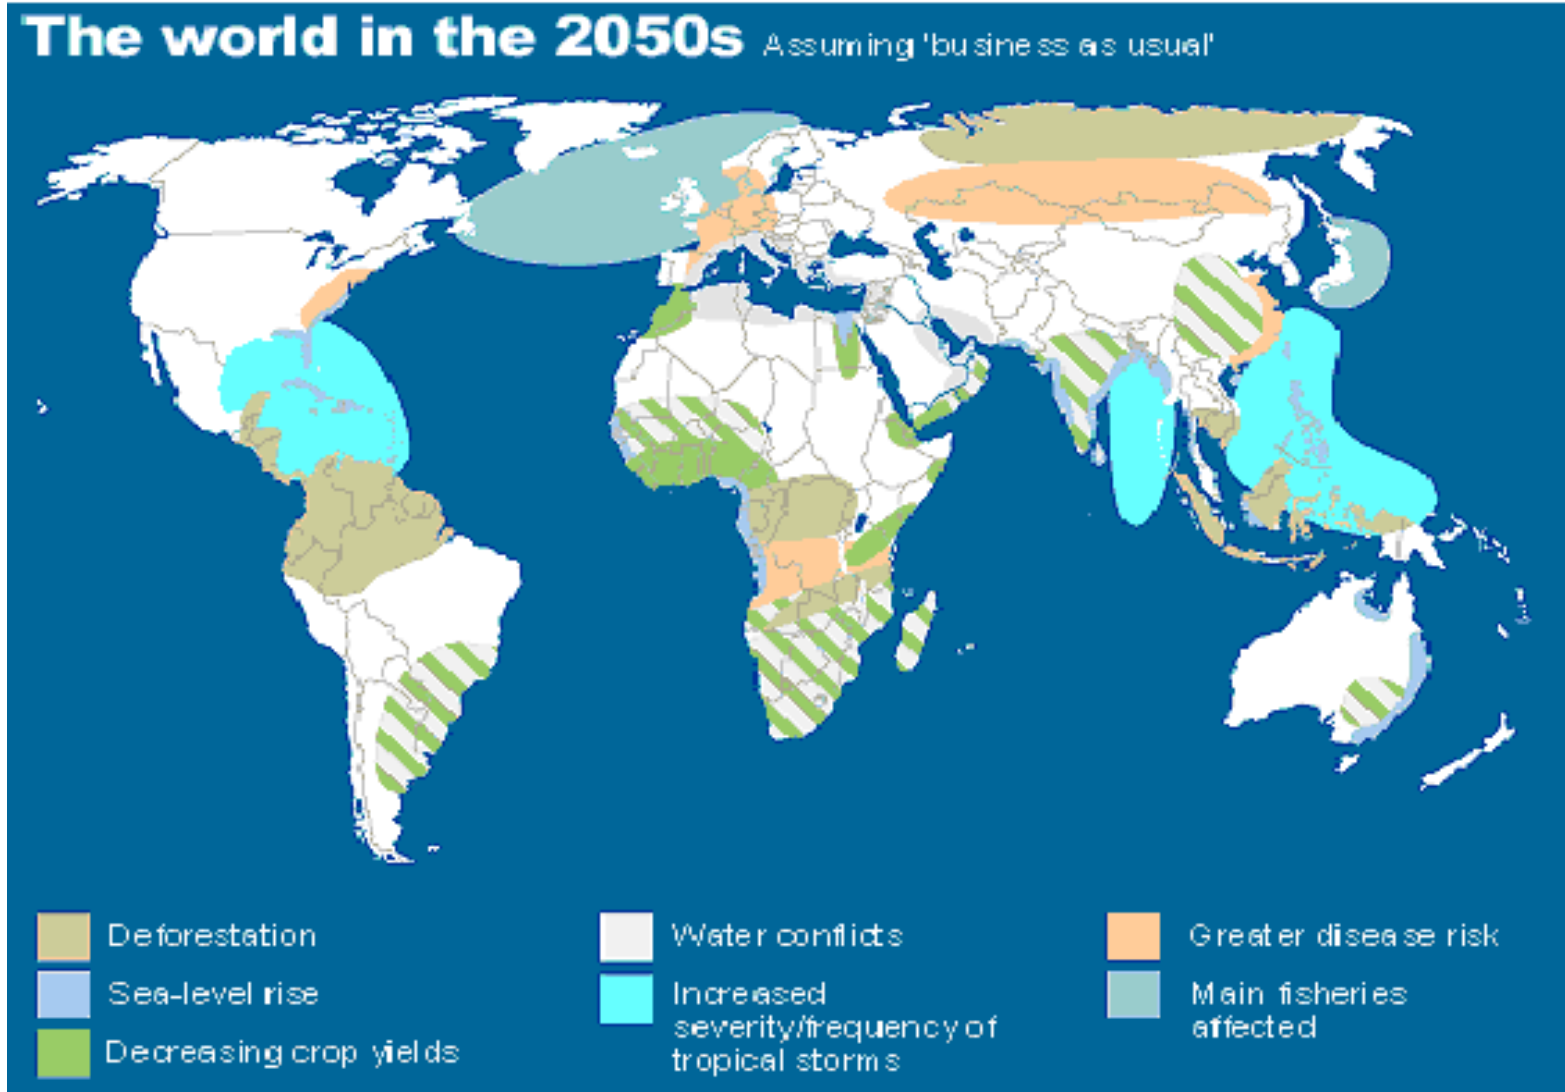 The world in the 2050s Assuming 'business as usual'
Deforestation
Sea-level rise
Decreasing crop yields
Water conflicts
Increased
severity/frequency of
tropical storms
Greater disease risk
Main fisheries
affected